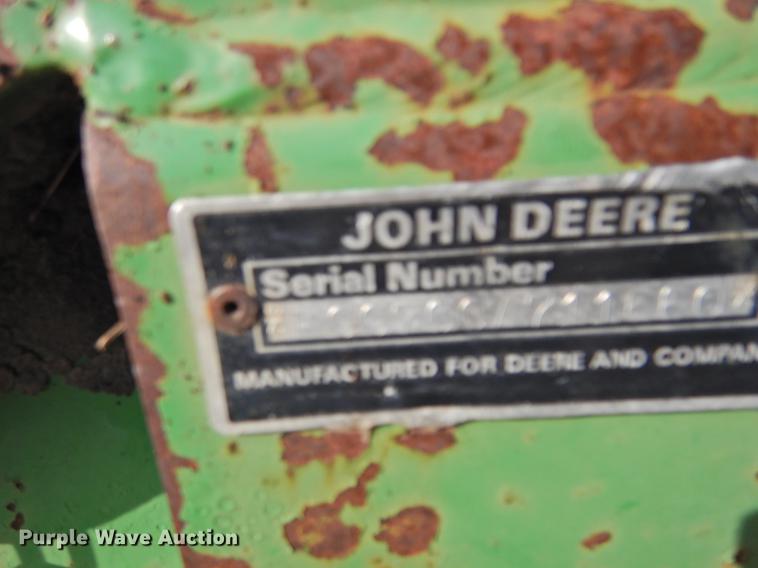 JOHN DEERE
Serial Number
MANUFACTURED FOR DEERE AND COMPAN
Purple Wave Auction